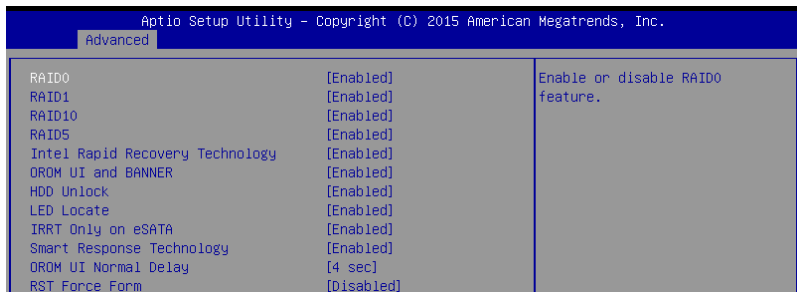 Aptio Setup Utility – Copyright (C) 2015 American Megatrends, Inc.
Advanced
RAID0 [Enabled] Enable or disable RAID0
RAID1 [Enabled] feature.
RAID10 [Enabled]
RAID5 [Enabled]
Intel Rapid Recovery Technology [Enabled]
OROM UI and BANNER [Enabled]
HDD Unlock [Enabled]
LED Locate [Enabled]
IRRT Only on eSATA [Enabled]
Smart Response Technology [Enabled]
OROM UI Normal Delay [4 sec]
RST Force Form [Disabled]